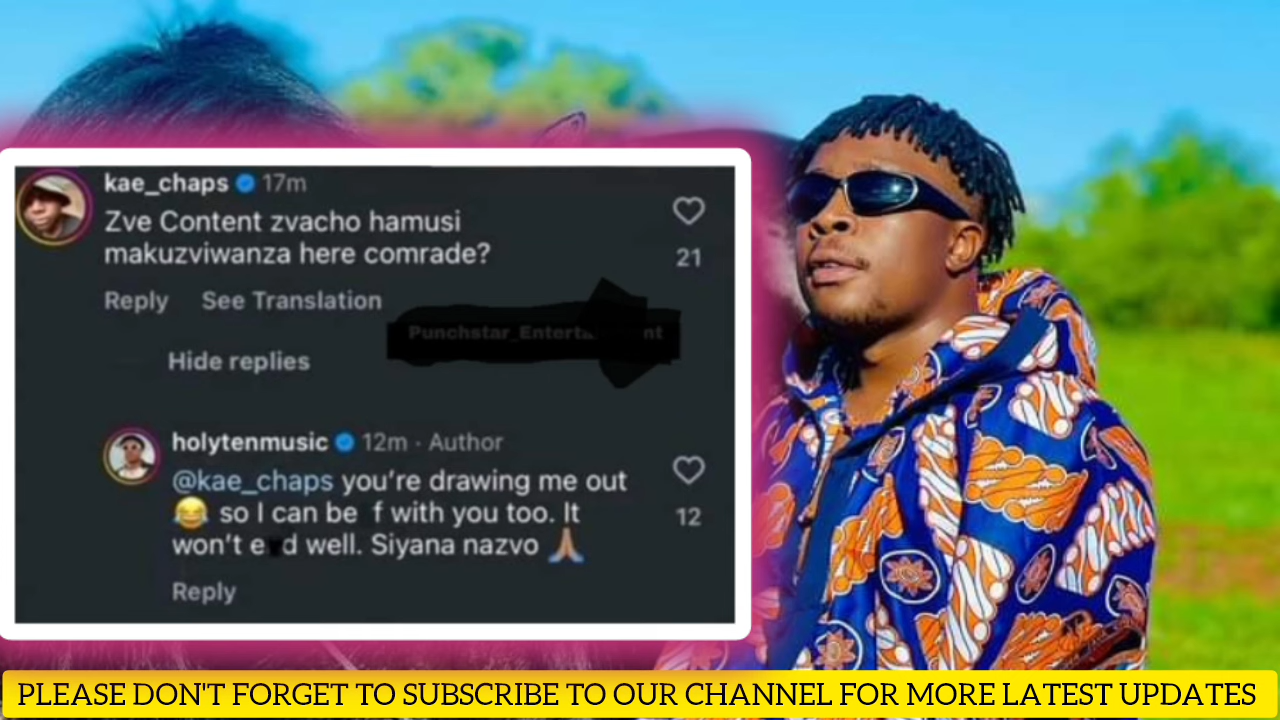 kae_chaps 17m
Zve Content zvacho hamusi
makuzviwanza here comrade?
21
Reply See Translation
Punchstar_Enterta nt
Hide replies
holytenmusic 12m · Author
@kae_chaps you're drawing me out
😂 so I can be f with you too. It
won't e d well. Siyana nazvo 🙏
12
Reply
PLEASE DON'T FORGET TO SUBSCRIBE TO OUR CHANNEL FOR MORE LATEST UPDATES